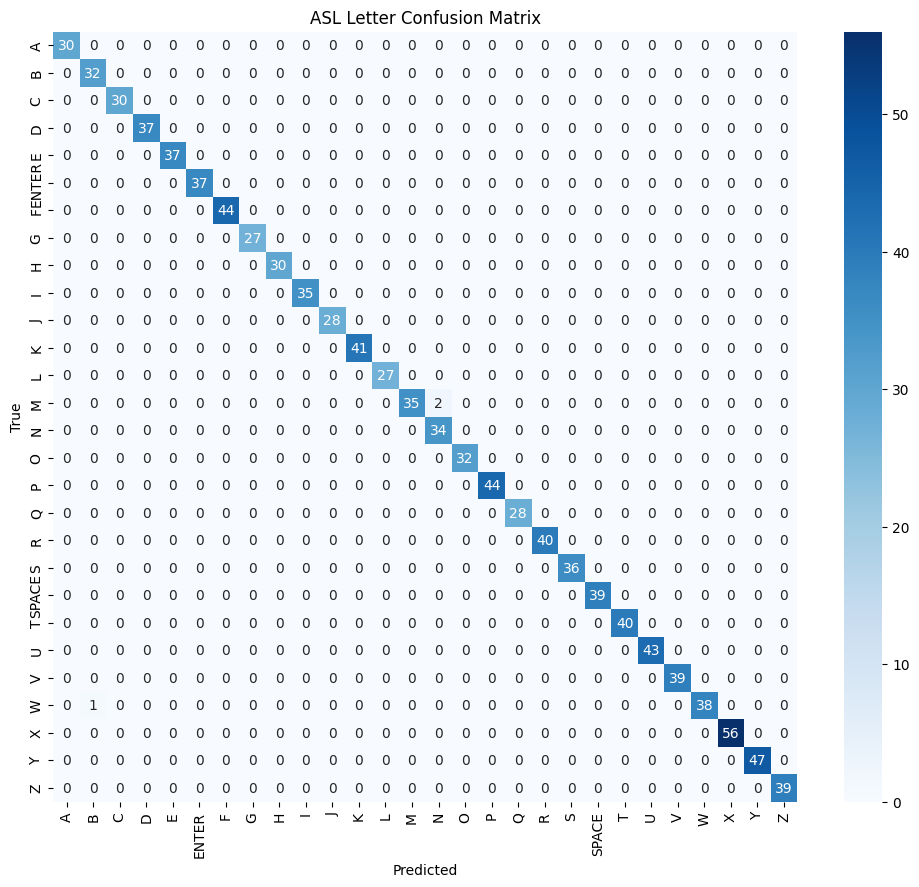 ASL Letter Confusion Matrix
A 30 0 0 0 0 0 0 0 0 0 0 0 0 0 0 0 0 0 0 0 0 0 0 0 0 0 0 0
B 0 32 0 0 0 0 0 0 0 0 0 0 0 0 0 0 0 0 0 0 0 0 0 0 0 0 0 0
C 0 0 30 0 0 0 0 0 0 0 0 0 0 0 0 0 0 0 0 0 0 0 0 0 0 0 0 0
D 0 0 0 37 0 0 0 0 0 0 0 0 0 0 0 0 0 0 0 0 0 0 0 0 0 0 0 0
E 0 0 0 0 37 0 0 0 0 0 0 0 0 0 0 0 0 0 0 0 0 0 0 0 0 0 0 0
ENTER 0 0 0 0 0 37 0 0 0 0 0 0 0 0 0 0 0 0 0 0 0 0 0 0 0 0 0 0
F 0 0 0 0 0 0 44 0 0 0 0 0 0 0 0 0 0 0 0 0 0 0 0 0 0 0 0 0
G 0 0 0 0 0 0 0 27 0 0 0 0 0 0 0 0 0 0 0 0 0 0 0 0 0 0 0 0
H 0 0 0 0 0 0 0 0 30 0 0 0 0 0 0 0 0 0 0 0 0 0 0 0 0 0 0 0
I 0 0 0 0 0 0 0 0 0 35 0 0 0 0 0 0 0 0 0 0 0 0 0 0 0 0 0 0
J 0 0 0 0 0 0 0 0 0 0 28 0 0 0 0 0 0 0 0 0 0 0 0 0 0 0 0 0
K 0 0 0 0 0 0 0 0 0 0 0 41 0 0 0 0 0 0 0 0 0 0 0 0 0 0 0 0
L 0 0 0 0 0 0 0 0 0 0 0 0 27 0 0 0 0 0 0 0 0 0 0 0 0 0 0 0
M 0 0 0 0 0 0 0 0 0 0 0 0 0 35 2 0 0 0 0 0 0 0 0 0 0 0 0 0
N 0 0 0 0 0 0 0 0 0 0 0 0 0 0 34 0 0 0 0 0 0 0 0 0 0 0 0 0
O 0 0 0 0 0 0 0 0 0 0 0 0 0 0 0 32 0 0 0 0 0 0 0 0 0 0 0 0
P 0 0 0 0 0 0 0 0 0 0 0 0 0 0 0 0 44 0 0 0 0 0 0 0 0 0 0 0
Q 0 0 0 0 0 0 0 0 0 0 0 0 0 0 0 0 0 28 0 0 0 0 0 0 0 0 0 0
R 0 0 0 0 0 0 0 0 0 0 0 0 0 0 0 0 0 0 40 0 0 0 0 0 0 0 0 0
S 0 0 0 0 0 0 0 0 0 0 0 0 0 0 0 0 0 0 0 36 0 0 0 0 0 0 0 0
SPACE 0 0 0 0 0 0 0 0 0 0 0 0 0 0 0 0 0 0 0 0 39 0 0 0 0 0 0 0
T 0 0 0 0 0 0 0 0 0 0 0 0 0 0 0 0 0 0 0 0 0 40 0 0 0 0 0 0
U 0 0 0 0 0 0 0 0 0 0 0 0 0 0 0 0 0 0 0 0 0 0 43 0 0 0 0 0
V 0 0 0 0 0 0 0 0 0 0 0 0 0 0 0 0 0 0 0 0 0 0 0 39 0 0 0 0
W 0 1 0 0 0 0 0 0 0 0 0 0 0 0 0 0 0 0 0 0 0 0 0 0 38 0 0 0
X 0 0 0 0 0 0 0 0 0 0 0 0 0 0 0 0 0 0 0 0 0 0 0 0 0 56 0 0
Y 0 0 0 0 0 0 0 0 0 0 0 0 0 0 0 0 0 0 0 0 0 0 0 0 0 0 47 0
Z 0 0 0 0 0 0 0 0 0 0 0 0 0 0 0 0 0 0 0 0 0 0 0 0 0 0 0 39
A B C D E ENTER F G H I J K L M N O P Q R S SPACE T U V W X Y Z
Predicted
True
50
40
30
20
10
0